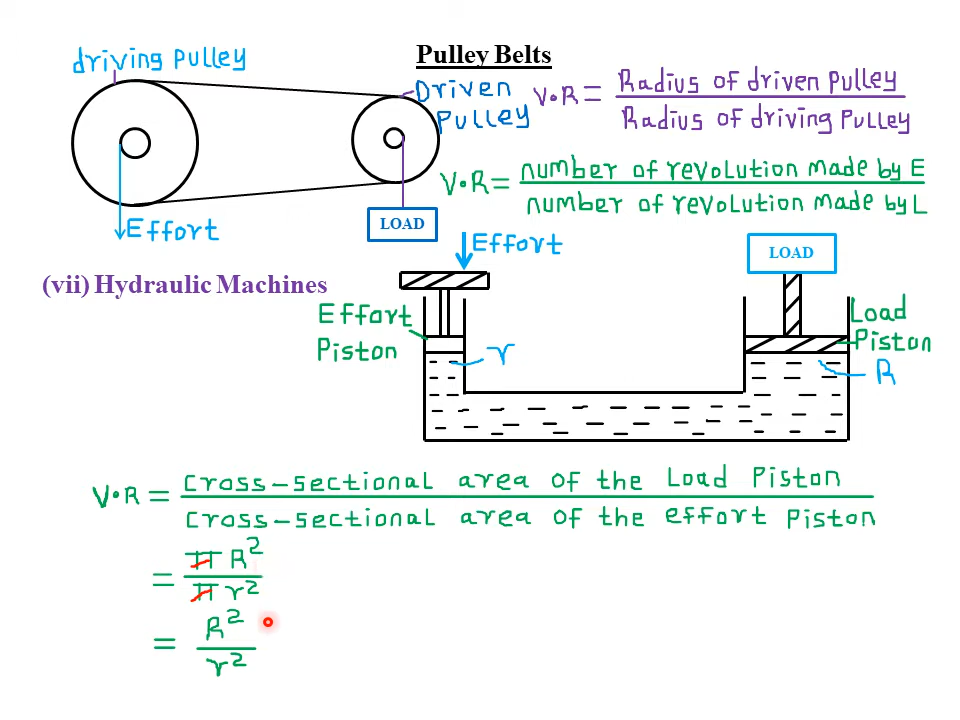 driving pulley
Pulley Belts
Driven
Pulley
V.R = Radius of driven pulley
Radius of driving pulley
V.R = number of revolution made by E
number of revolution made by L
Effort
LOAD
Effort
LOAD
(vii) Hydraulic Machines
Effort
Piston
r
Load
Piston
R
V.R = Cross-sectional area of the Load Piston
Cross-sectional area of the effort piston
= π R²
π r²
= R²
r²